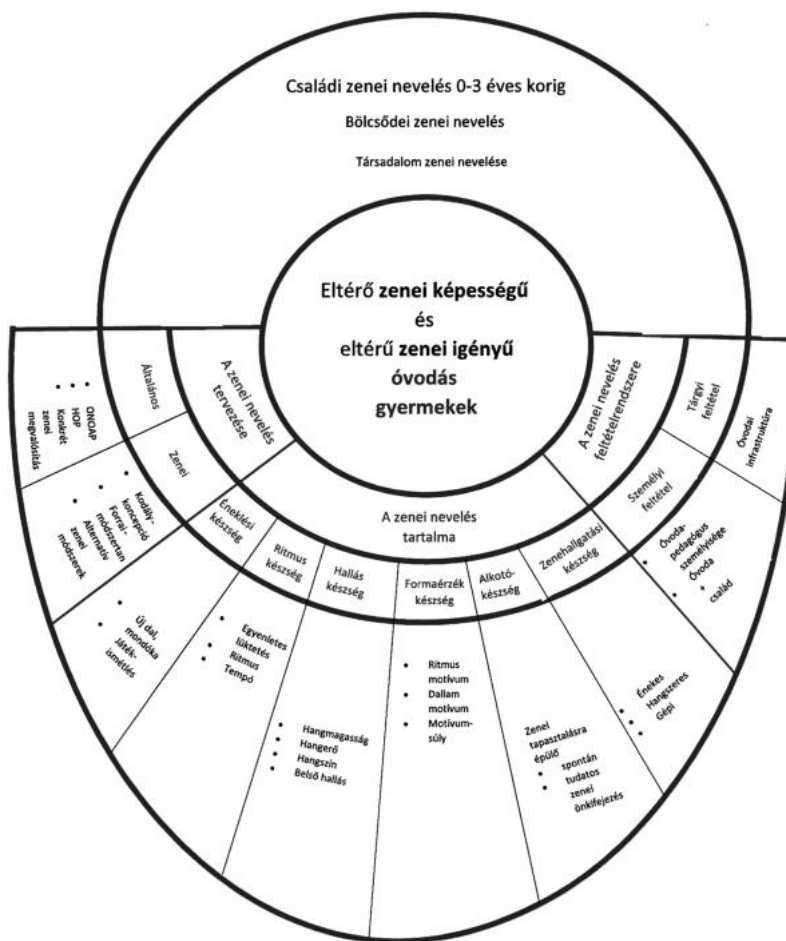 Családi zenei nevelés 0-3 éves korig
Bölcsődei zenei nevelés
Társadalom zenei nevelése
Eltérő zenei képességű
és
eltérű zenei igényű
óvodás
gyermekek
A zenei nevelés
tervezése
Általános
• ONOAP
• HOP
• Konkrét
zenei
megvalósítás
Zenei
• Kodály-
koncepció
• Forrai-
módszertan
• Alternatív
zenei
módszerek
A zenei nevelés
tartalma
Éneklési
készség
• Új dal,
mondóka
• Játék-
ismétlés
Ritmus
készség
• Egyenletes
lüktetés
• Ritmus
• Tempó
Hallás
készség
• Hangmagasság
• Hangerő
• Hangszín
• Belső hallás
Formaérzék
készség
• Ritmus
motívum
• Dallam
motívum
• Motívum-
súly
Alkotó-
készség
Zenei
tapasztalásra
épülő
• spontán
• tudatos
zenei
önkifejezés
Zenehallgatási
készség
• Énekes
• Hangszeres
• Gépi
A zenei nevelés
feltételrendszere
Személyi
feltétel
• Óvoda-
pedagógus
személyisége
• Óvoda
+
család
Tárgyi
feltétel
Óvodai
infrastruktúra